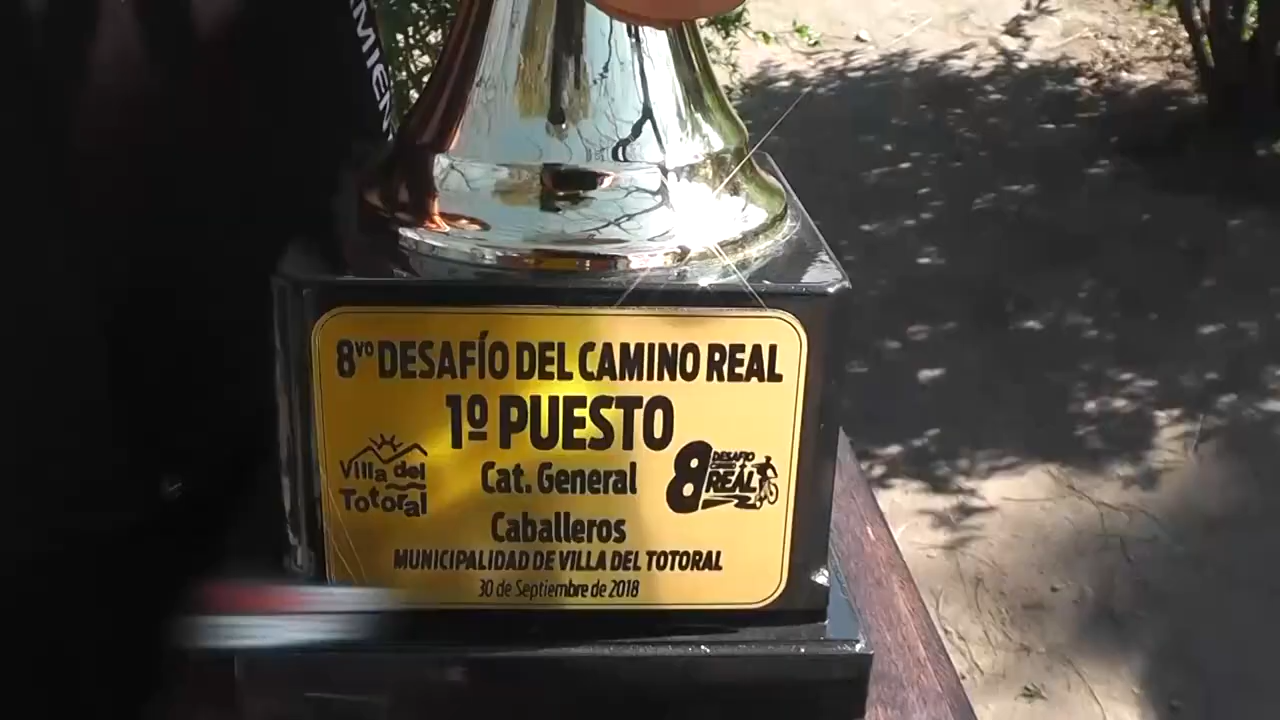 8vo DESAFÍO DEL CAMINO REAL
1º PUESTO
Villa del
Totoral
Cat. General
Caballeros
8 DESAFIO
REAL
MUNICIPALIDAD DE VILLA DEL TOTORAL
30 de Septiembre de 2018